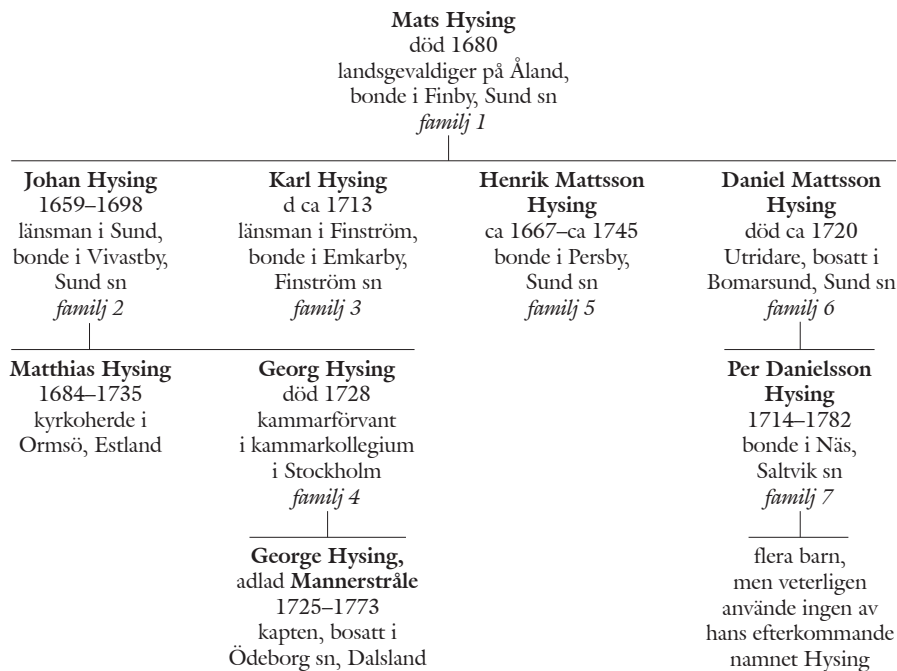 Mats Hysing
död 1680
landsgevaldiger på Åland,
bonde i Finby, Sund sn
familj 1
Johan Hysing
1659–1698
länsman i Sund,
bonde i Vivastby,
Sund sn
familj 2
Karl Hysing
d ca 1713
länsman i Finström,
bonde i Emkarby,
Finström sn
familj 3
Henrik Mattsson
Hysing
ca 1667–ca 1745
bonde i Persby,
Sund sn
familj 5
Daniel Mattsson
Hysing
död ca 1720
Utridare, bosatt i
Bomarsund, Sund sn
familj 6
Matthias Hysing
1684–1735
kyrkoherde i
Ormsö, Estland
Georg Hysing
död 1728
kammarförvant
i kammarkollegium
i Stockholm
familj 4
Per Danielsson
Hysing
1714–1782
bonde i Näs,
Saltvik sn
familj 7
George Hysing,
adlad Mannerstråle
1725–1773
kapten, bosatt i
Ödeborg sn, Dalsland
flera barn,
men veterligen
använde ingen av
hans efterkommande
namnet Hysing